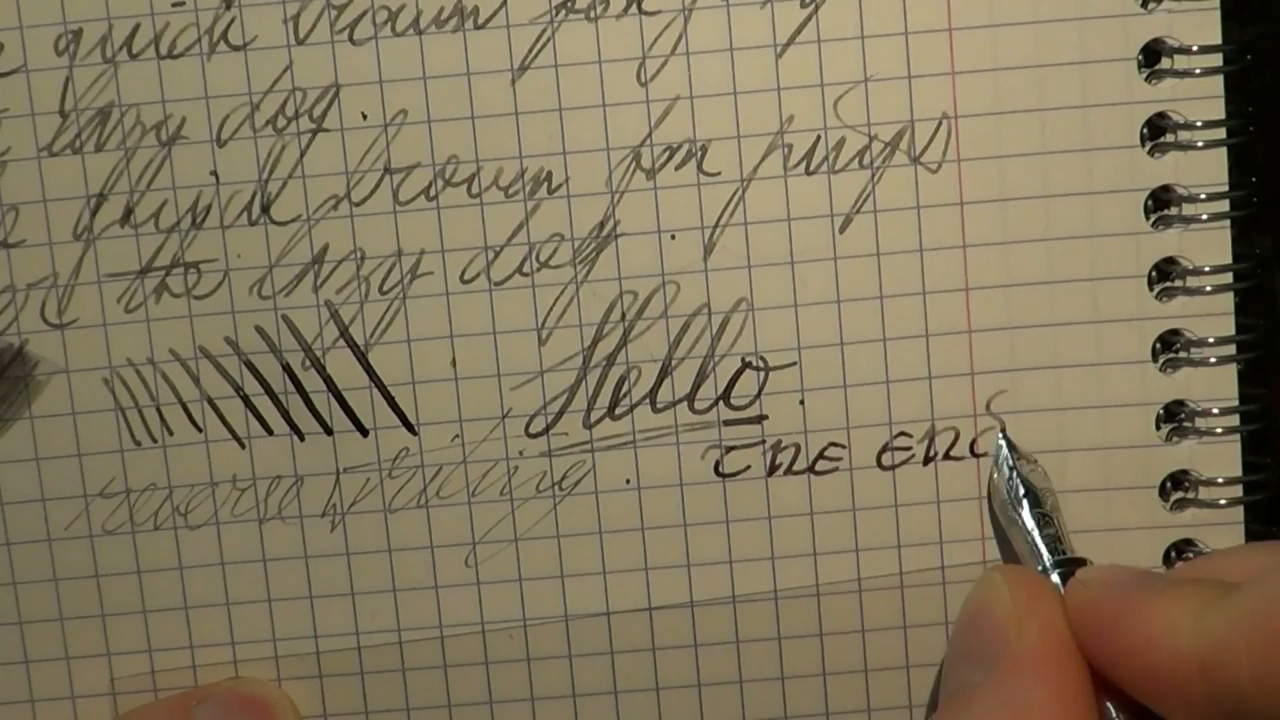 quick brown fox
lazy dog.
quick brown fox jumps
the lazy dog.
Hello.
reverse writing. THE END